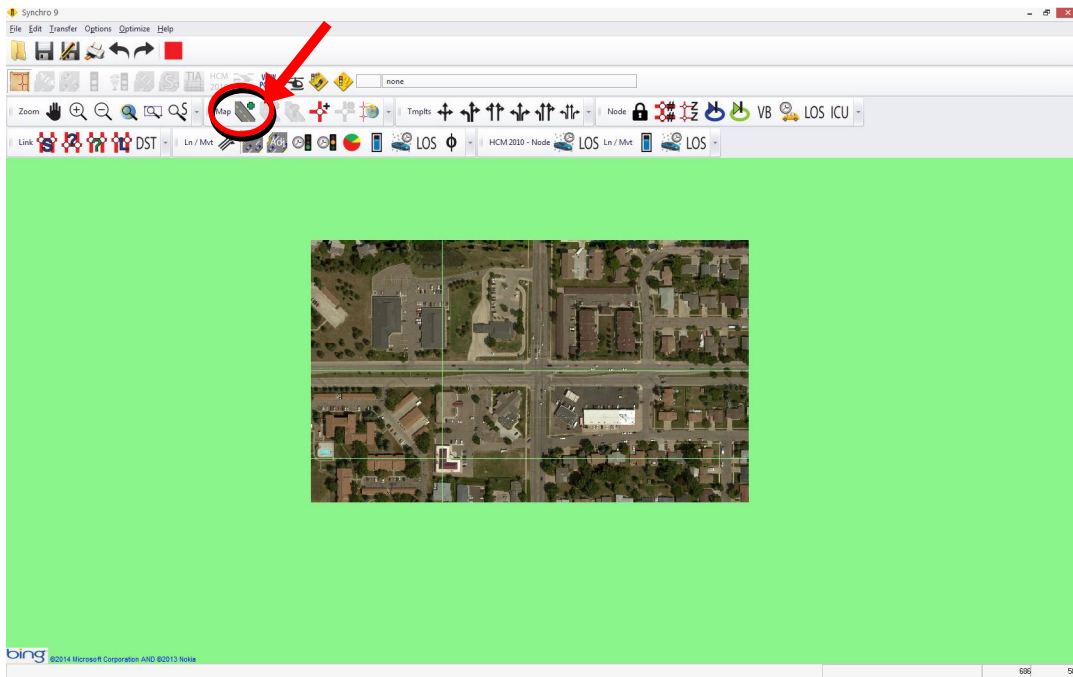 Synchro 9
File Edit Transfer Options Optimize Help
TIA HCM none
Zoom Map Tmplts Node VB LOS ICU
Link DST Ln / Mvt Adj LOS ϕ HCM 2010 - Node LOS Ln / Mvt LOS
bing ©2014 Microsoft Corporation AND ©2013 Nokia
686